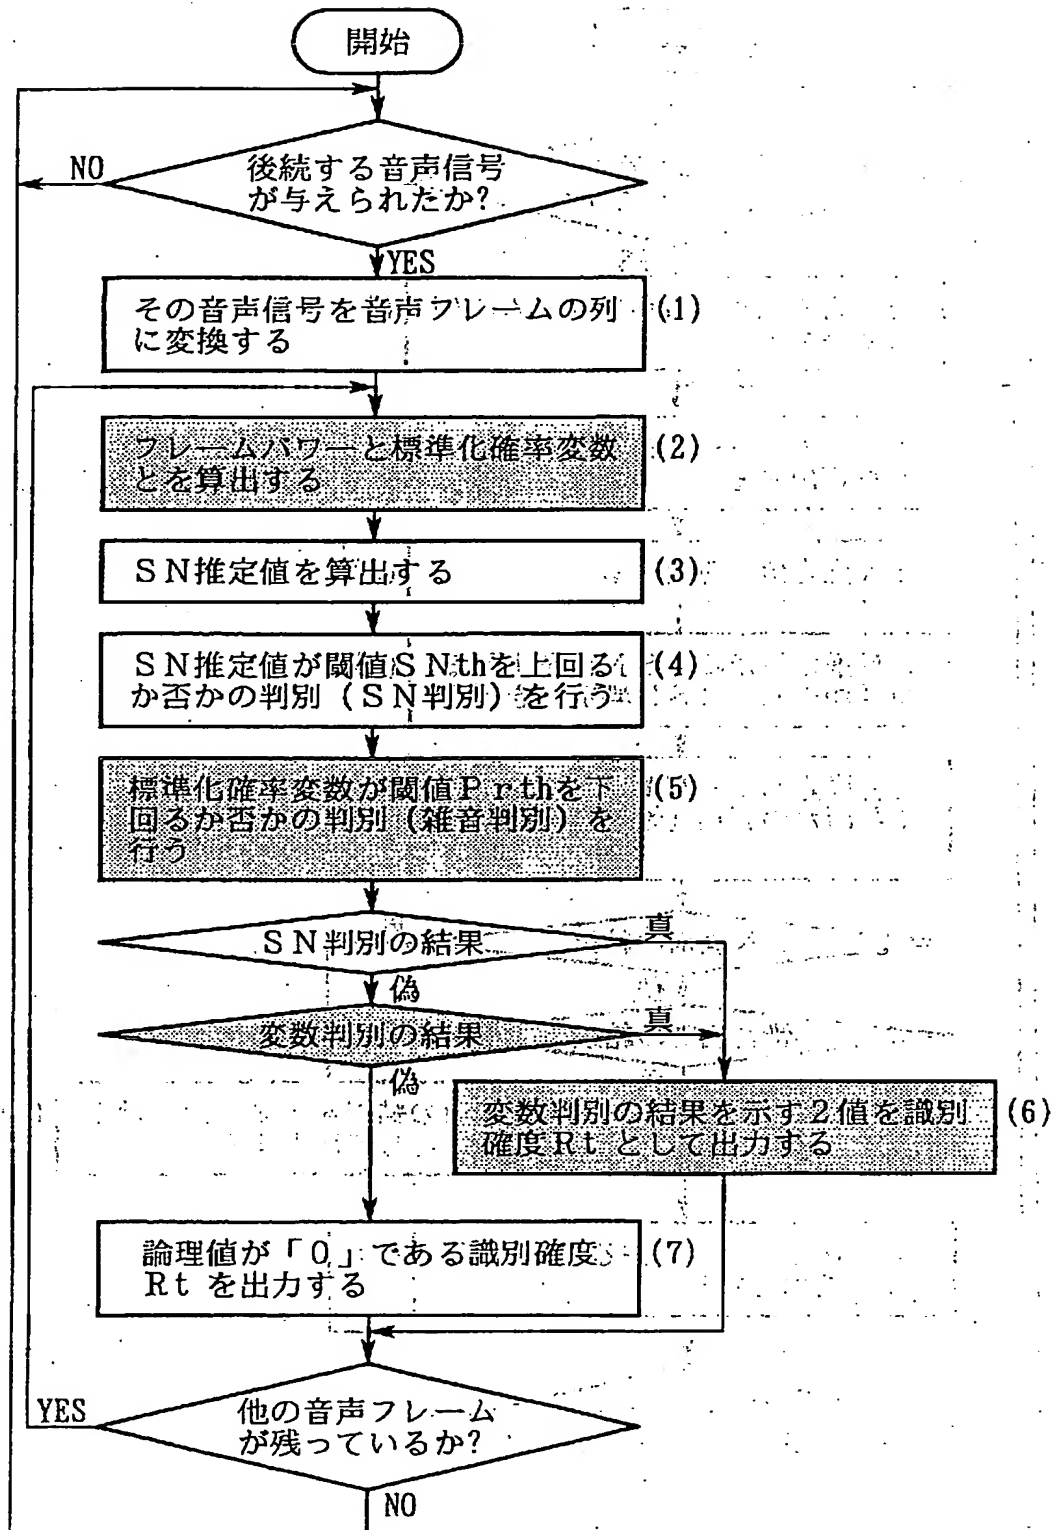 開始
NO
後続する音声信号
が与えられたか?
YES
その音声信号を音声フレームの列
に変換する
(1)
フレームパワーと標準化確率変数
とを算出する
(2)
SN推定値を算出する
(3)
SN推定値が閾値SNthを上回る
か否かの判別(SN判別)を行う
(4)
標準化確率変数が閾値Prthを下
回るか否かの判別(雑音判別)を
行う
(5)
SN判別の結果
真
偽
変数判別の結果
真
偽
変数判別の結果を示す2値を識別
確度Rtとして出力する
(6)
論理値が「0」である識別確度
Rtを出力する
(7)
YES
他の音声フレーム
が残っているか?
NO